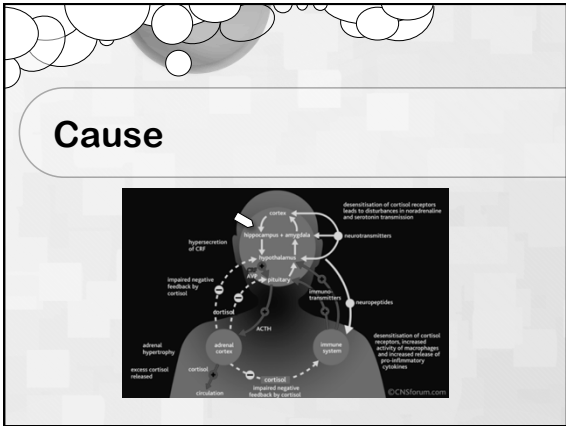 Cause
cortex
desensitisation of cortisol receptors
leads to disturbances in noradrenaline
and serotonin transmission
hippocampus + amygdala
neurotransmitters
hypersecretion
of CRF
hypothalamus
AVP
pituitary
impaired negative
feedback by
cortisol
immuno-
transmitters
neuropeptides
cortisol
ACTH
adrenal
hypertrophy
adrenal
cortex
immune
system
desensitisation of cortisol
receptors, increased
activity of macrophages
and increased release of
pro-inflammatory
cytokines
excess cortisol
released
cortisol
circulation
cortisol
impaired negative
feedback by cortisol
©CNSforum.com